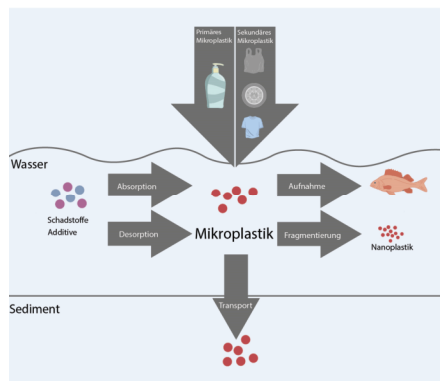 Primäres
Mikroplastik
Sekundäres
Mikroplastik
Wasser
Absorption
Aufnahme
Schadstoffe
Additive
Desorption
Mikroplastik
Fragmentierung
Nanoplastik
Sediment
Transport